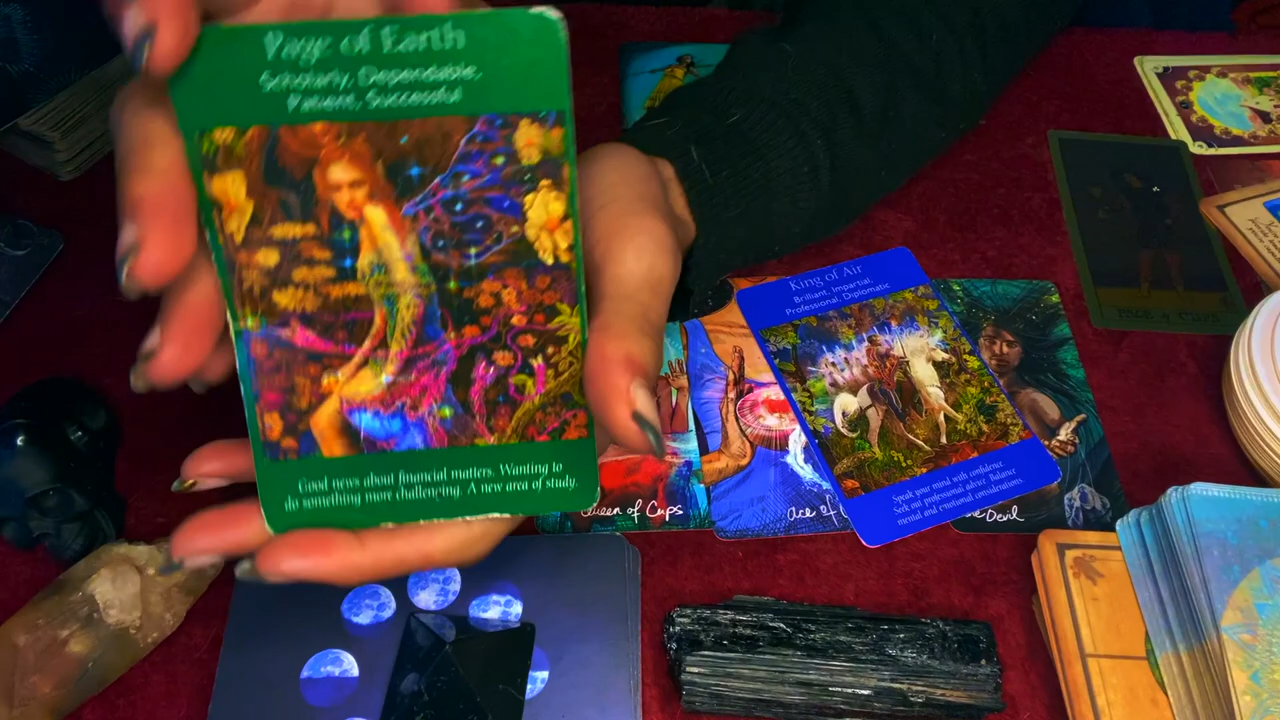 Page of Earth
Scholarly, Dependable,
Patient, Successful
Good news about financial matters. Wanting to
do something more challenging. A new area of study.
King of Air
Brilliant, Impartial,
Professional, Diplomatic
Speak your mind with confidence.
Seek out professional advice. Balance
mental and emotional considerations.
Queen of Cups
ace of
Devil
PAGE of CUPS